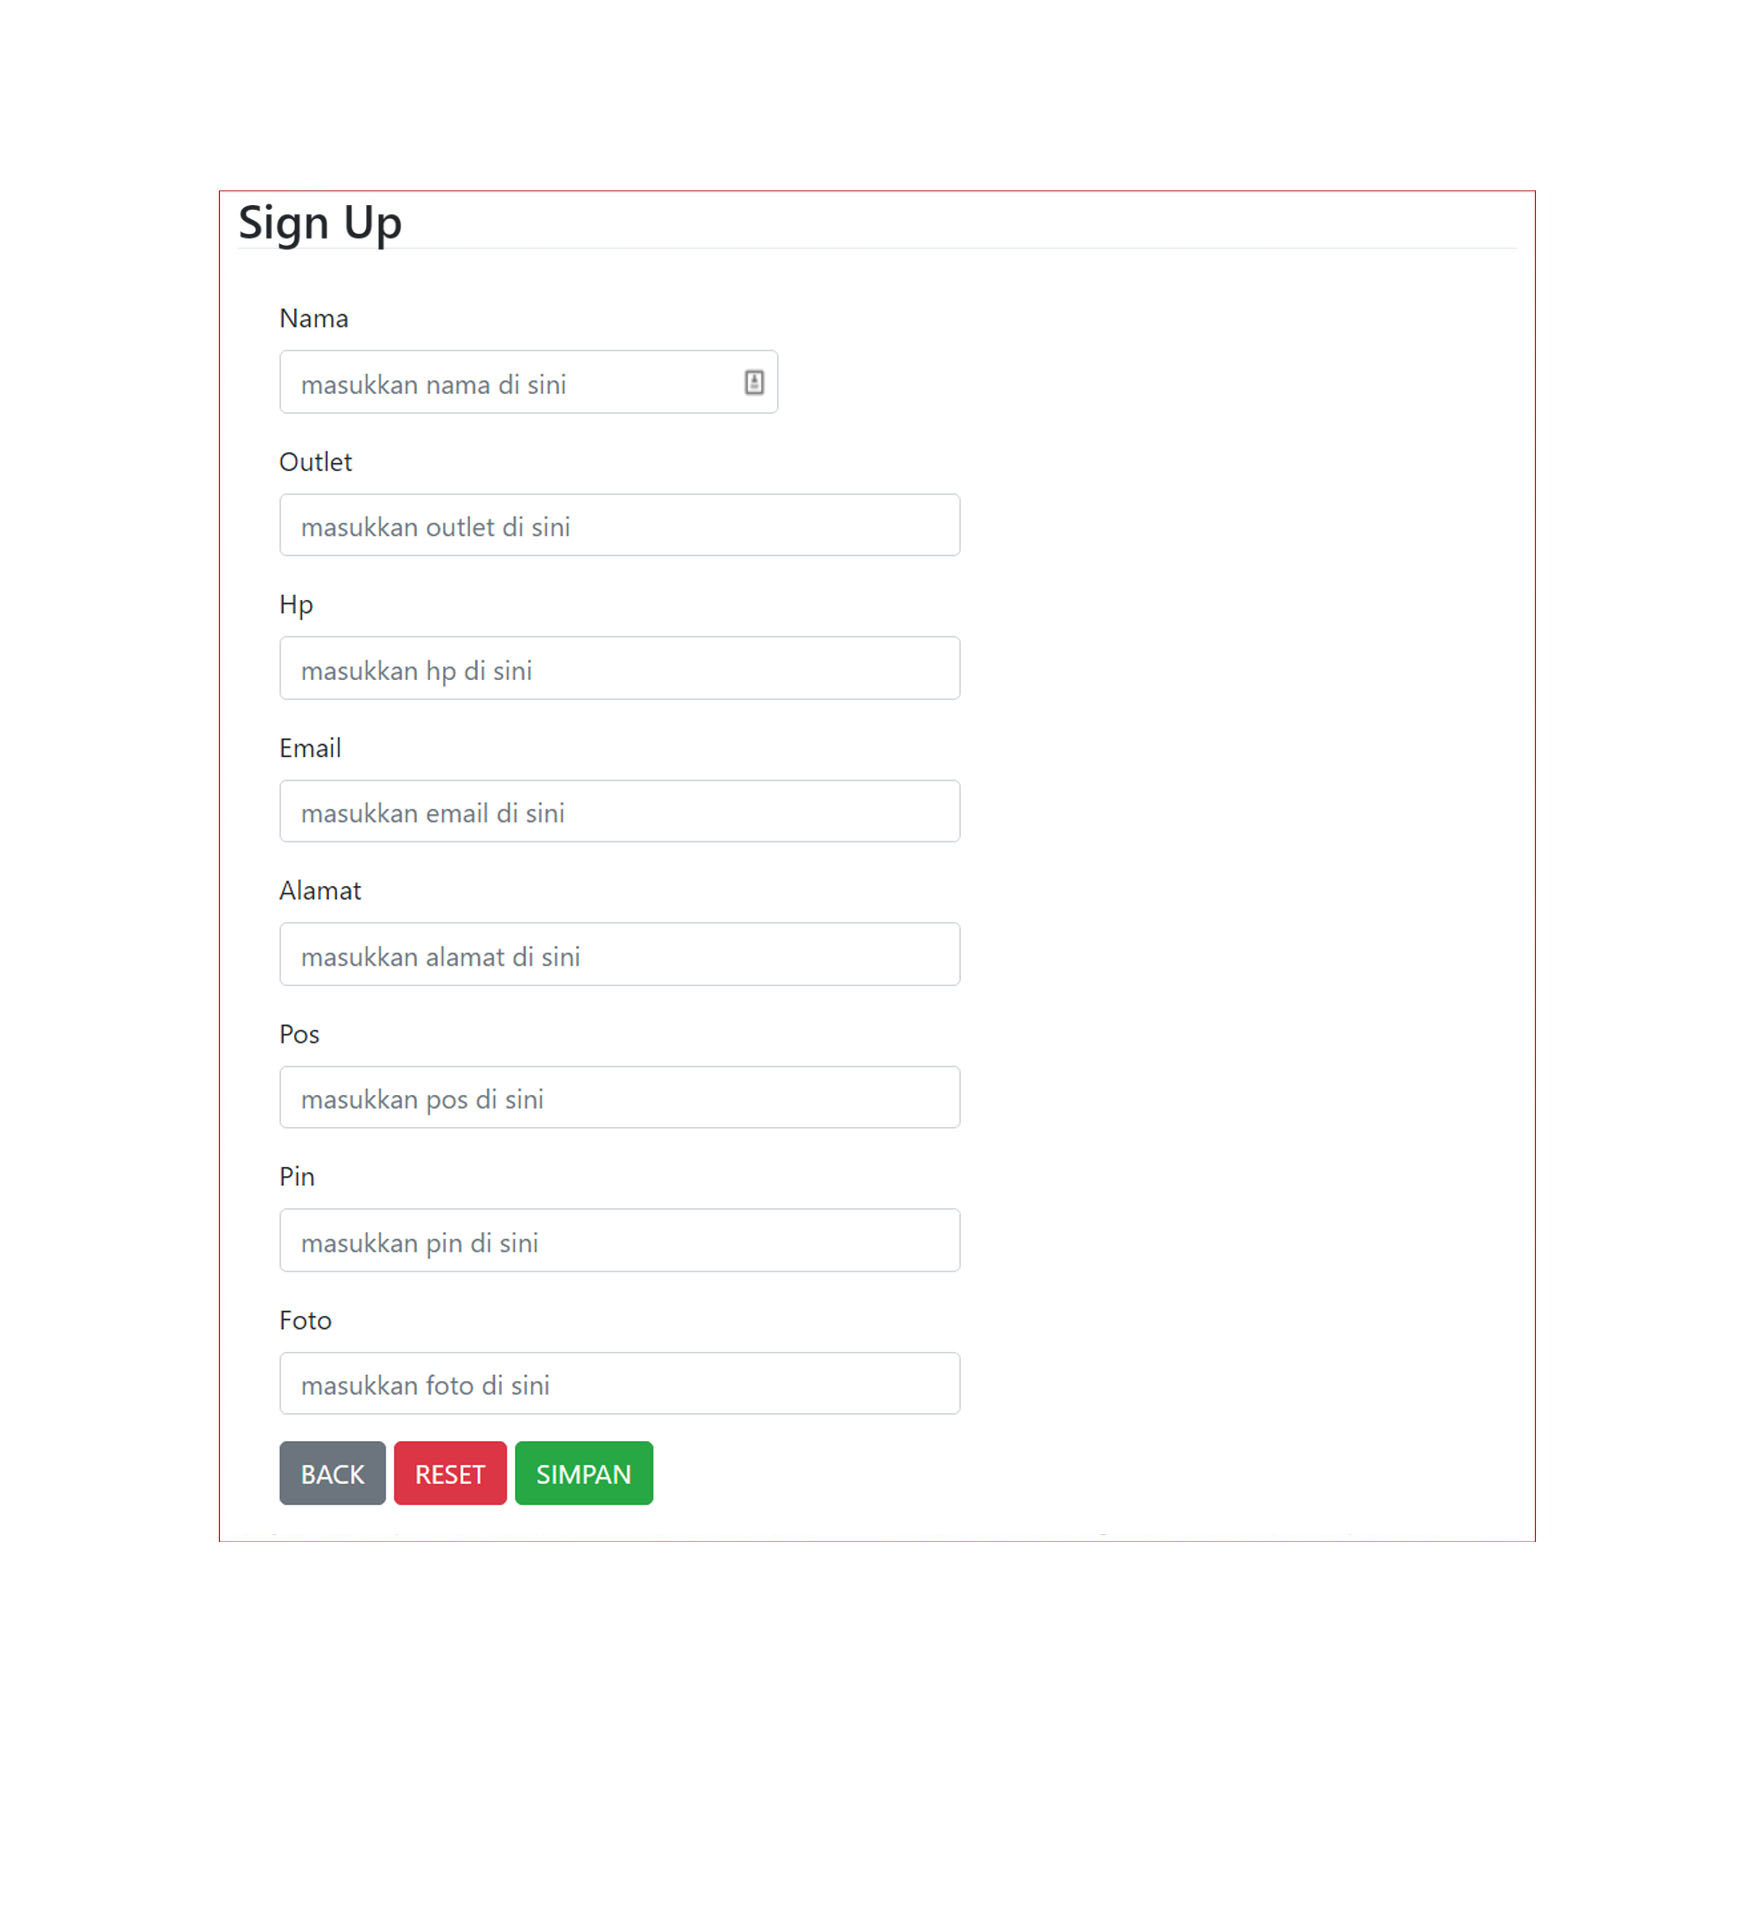 Sign Up
Nama
masukkan nama di sini
Outlet
masukkan outlet di sini
Hp
masukkan hp di sini
Email
masukkan email di sini
Alamat
masukkan alamat di sini
Pos
masukkan pos di sini
Pin
masukkan pin di sini
Foto
masukkan foto di sini
BACK RESET SIMPAN